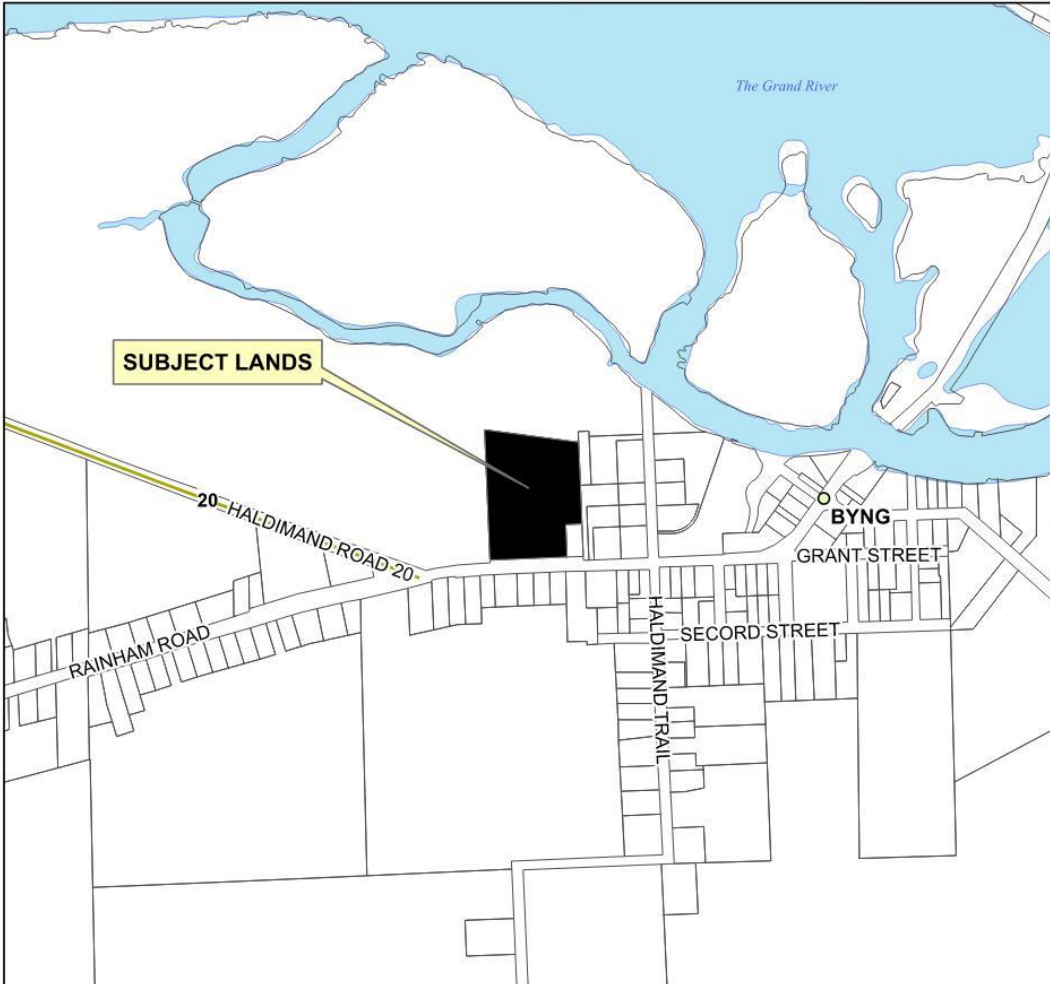 The Grand River
SUBJECT LANDS
20
HALDIMAND ROAD 20
BYNG
GRANT STREET
RAINHAM ROAD
SECORD STREET
HALDIMAND TRAIL